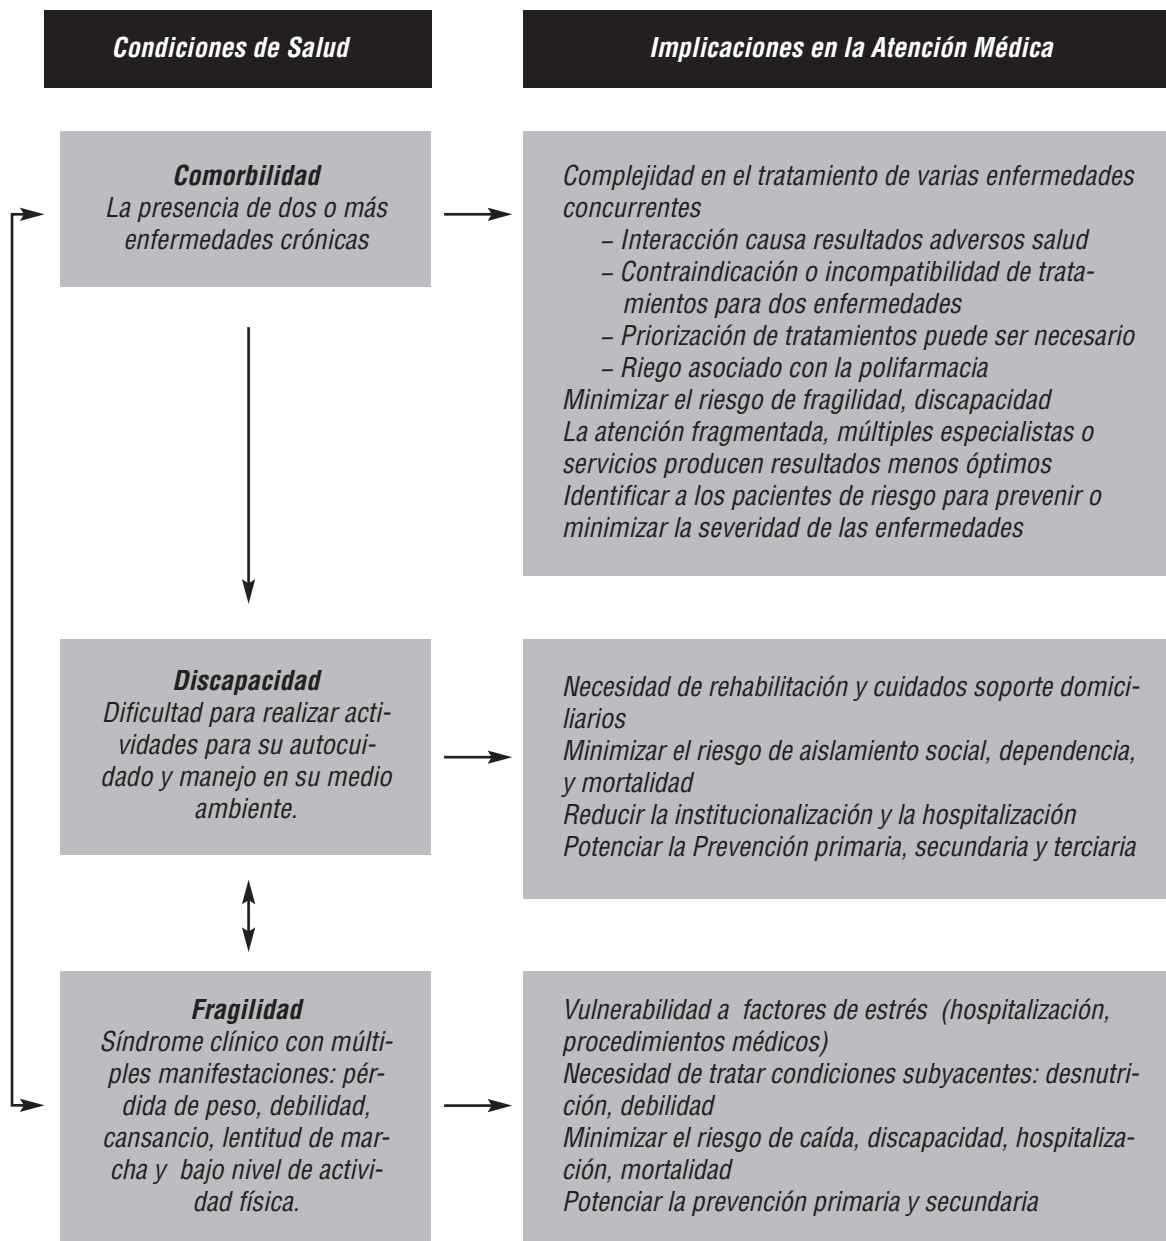 Condiciones de Salud
Implicaciones en la Atención Médica
Comorbilidad
La presencia de dos o más
enfermedades crónicas
Complejidad en el tratamiento de varias enfermedades
concurrentes
– Interacción causa resultados adversos salud
– Contraindicación o incompatibilidad de trata-
mientos para dos enfermedades
– Priorización de tratamientos puede ser necesario
– Riego asociado con la polifarmacia
Minimizar el riesgo de fragilidad, discapacidad
La atención fragmentada, múltiples especialistas o
servicios producen resultados menos óptimos
Identificar a los pacientes de riesgo para prevenir o
minimizar la severidad de las enfermedades
Discapacidad
Dificultad para realizar acti-
vidades para su autocui-
dado y manejo en su medio
ambiente.
Necesidad de rehabilitación y cuidados soporte domici-
liarios
Minimizar el riesgo de aislamiento social, dependencia,
y mortalidad
Reducir la institucionalización y la hospitalización
Potenciar la Prevención primaria, secundaria y terciaria
Fragilidad
Síndrome clínico con múlti-
ples manifestaciones: pér-
dida de peso, debilidad,
cansancio, lentitud de mar-
cha y bajo nivel de activi-
dad física.
Vulnerabilidad a factores de estrés (hospitalización,
procedimientos médicos)
Necesidad de tratar condiciones subyacentes: desnutri-
ción, debilidad
Minimizar el riesgo de caída, discapacidad, hospitaliza-
ción, mortalidad
Potenciar la prevención primaria y secundaria